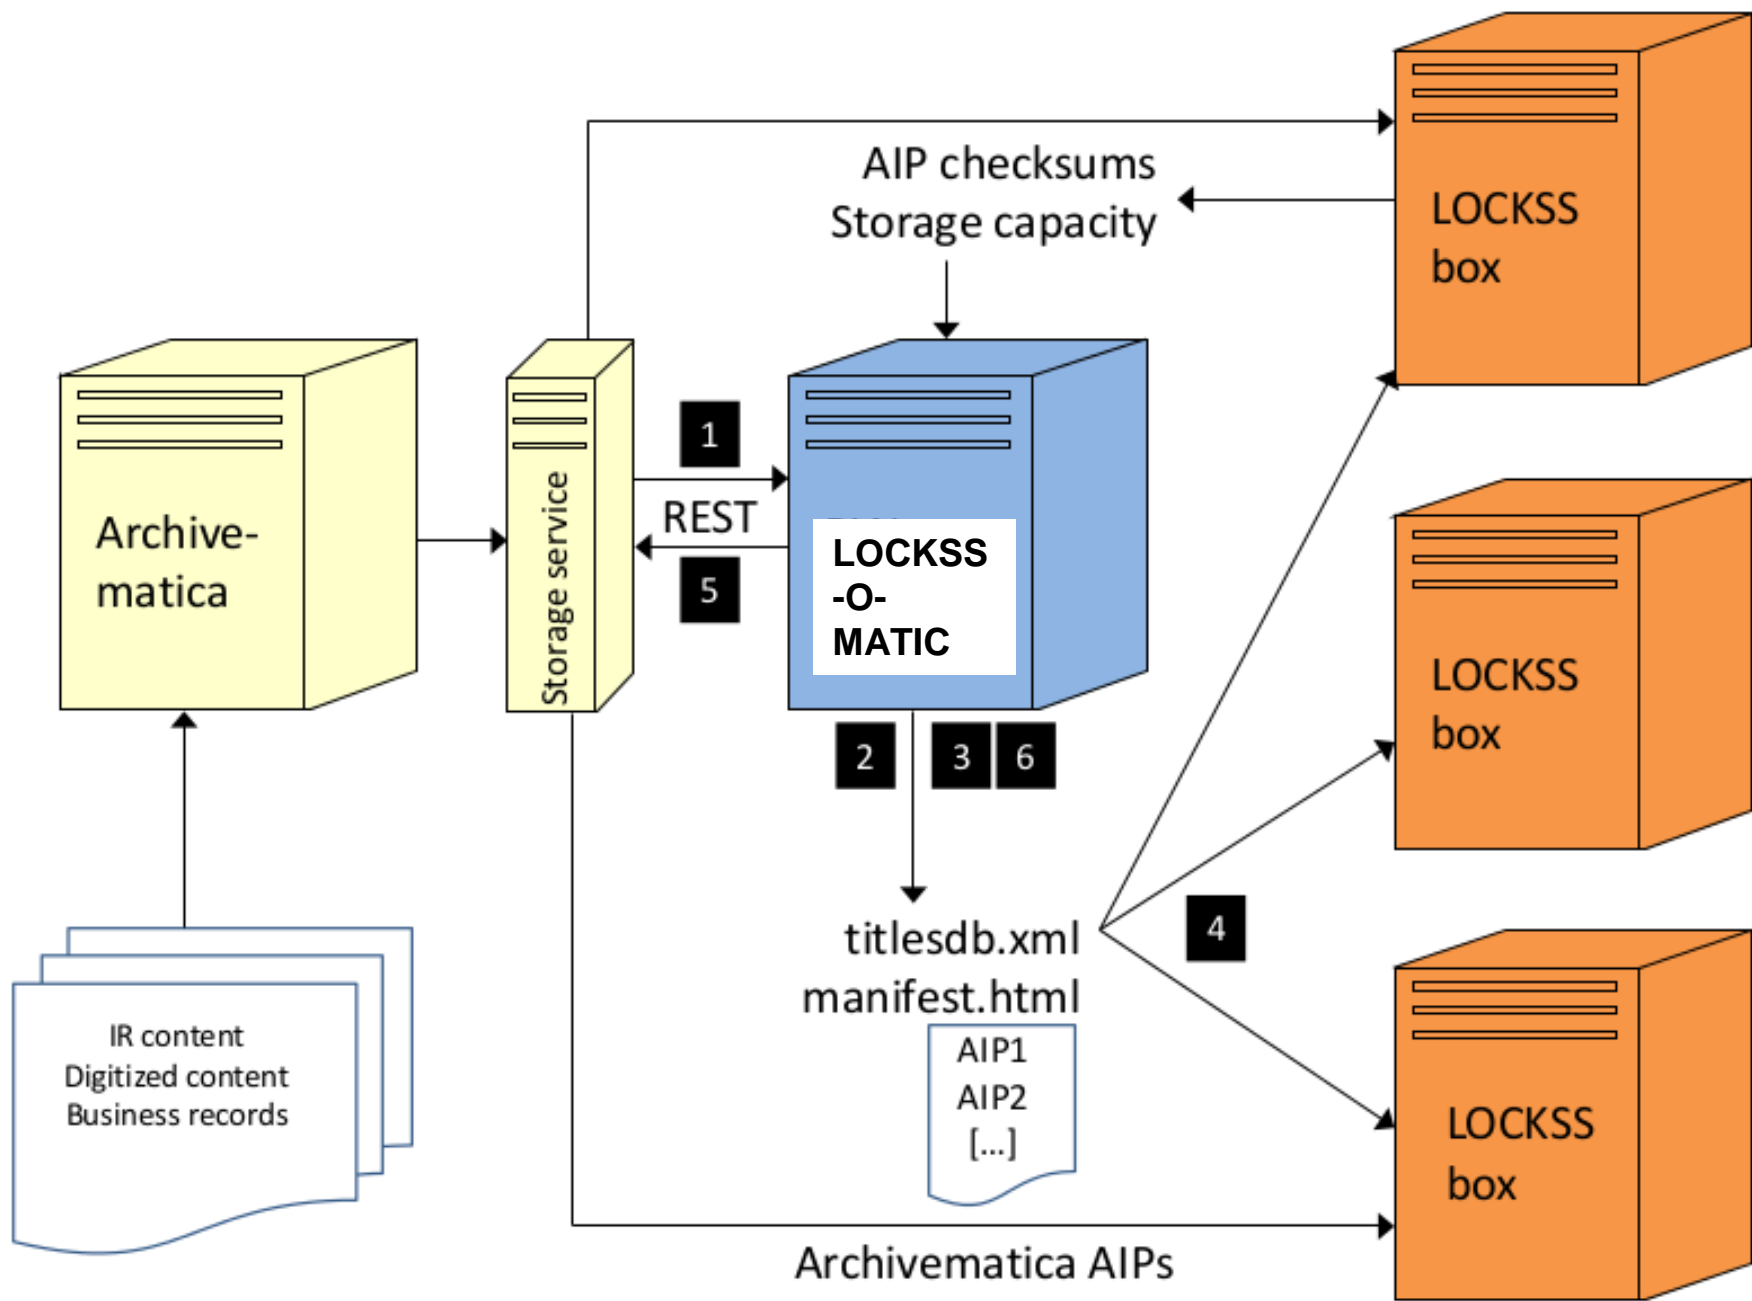 AIP checksums
Storage capacity
LOCKSS
box
Archive-
matica
Storage service
1
REST
5
LOCKSS
-O-
MATIC
2
3
6
LOCKSS
box
titlesdb.xml
manifest.html
4
AIP1
AIP2
[...]
IR content
Digitized content
Business records
LOCKSS
box
Archivematica AIPs